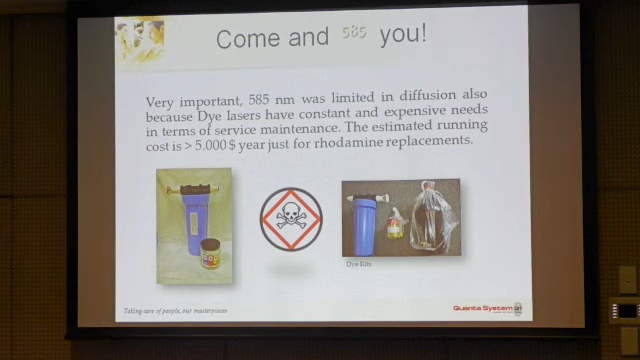 Come and 585 you!
Very important, 585 nm was limited in diffusion also
because Dye lasers have constant and expensive needs
in terms of service maintenance. The estimated running
cost is > 5.000 $ year just for rhodamine replacements.
Dye Kits
Taking care of people, our masterpieces
Quanta System